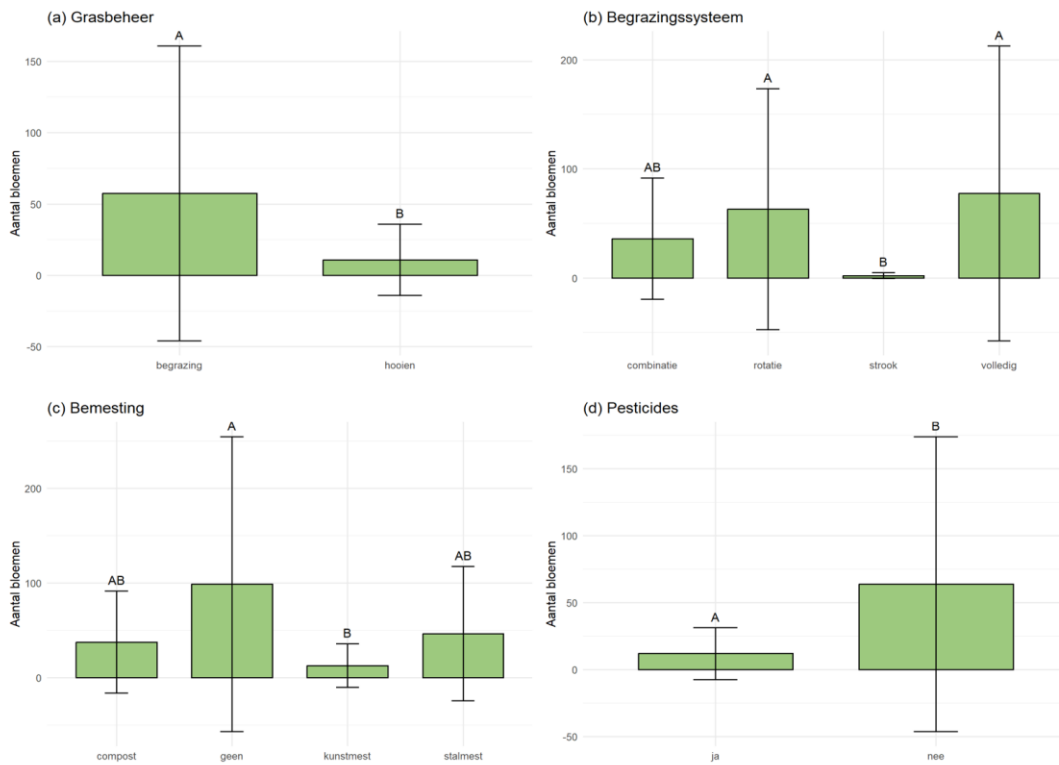 (a) Grasbeheer
Aantal bloemen
150
100
50
0
-50
A
B
begrazing
hooien
(b) Begrazingssysteem
Aantal bloemen
200
100
0
AB
A
B
A
combinatie
rotatie
strook
volledig
(c) Bemesting
Aantal bloemen
200
100
0
AB
A
B
AB
compost
geen
kunstmest
stalmest
(d) Pesticides
Aantal bloemen
150
100
50
0
-50
A
B
ja
nee